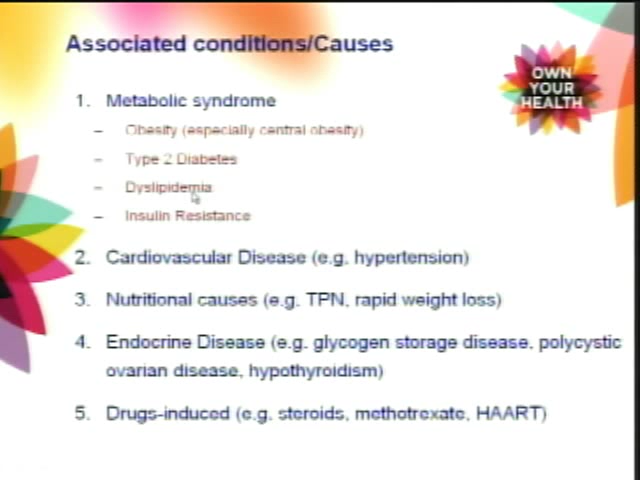 Associated conditions/Causes
OWN
YOUR
HEALTH
1. Metabolic syndrome
– Obesity (especially central obesity)
– Type 2 Diabetes
– Dyslipidemia
– Insulin Resistance
2. Cardiovascular Disease (e.g. hypertension)
3. Nutritional causes (e.g. TPN, rapid weight loss)
4. Endocrine Disease (e.g. glycogen storage disease, polycystic
ovarian disease, hypothyroidism)
5. Drugs-induced (e.g. steroids, methotrexate, HAART)